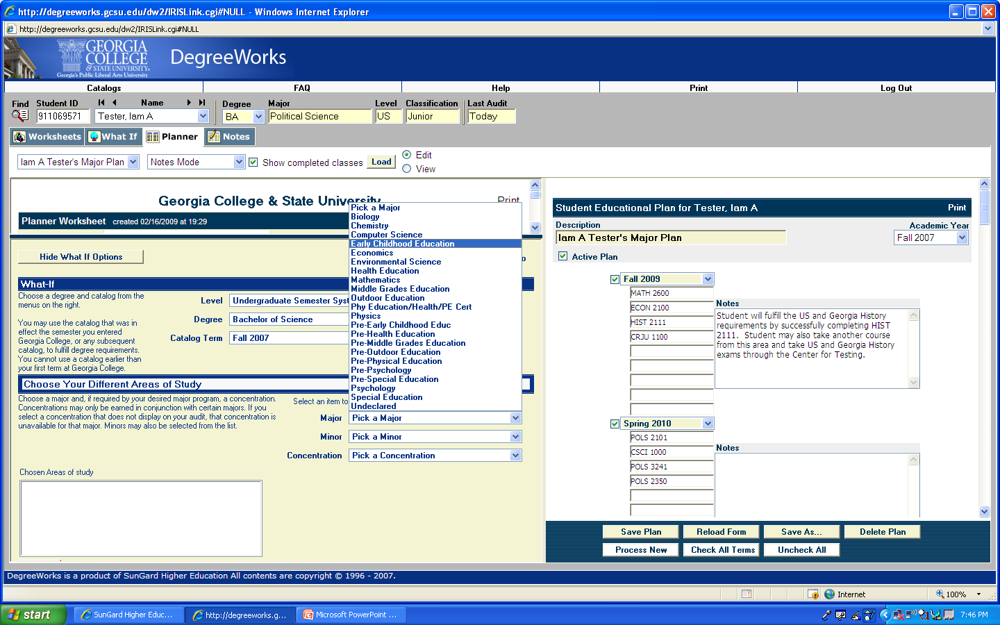 http://degreeworks.gcsu.edu/dw2/IRISLink.cgi#NULL - Windows Internet Explorer
http://degreeworks.gcsu.edu/dw2/IRISLink.cgi#NULL
GEORGIA
COLLEGE
& STATE UNIVERSITY
Georgia's Public Liberal Arts University
DegreeWorks
Catalogs FAQ Help Print Log Out
Find Student ID Name Degree Major Level Classification Last Audit
911069571 Tester, Iam A BA Political Science US Junior Today
Worksheets What If Planner Notes
Iam A Tester's Major Plan Notes Mode Show completed classes Load Edit
View
Georgia College & State University
Print
Planner Worksheet created 02/16/2009 at 19:29
Hide What If Options
What-If
Choose a degree and catalog from the
menus on the right.
You may use the catalog that was in
effect the semester you entered
Georgia College, or any subsequent
catalog, to fulfill degree requirements.
You cannot use a catalog earlier than
your first term at Georgia College.
Level Undergraduate Semester Syst
Degree Bachelor of Science
Catalog Term Fall 2007
Choose Your Different Areas of Study
Choose a major and, if required by your desired major program, a concentration.
Concentrations may only be earned in conjunction with certain majors. If you
select a concentration that does not display on your audit, that concentration is
unavailable for that major. Minors may also be selected from the list.
Select an item to
Pick a Major
Biology
Chemistry
Computer Science
Early Childhood Education
Economics
Environmental Science
Health Education
Mathematics
Middle Grades Education
Outdoor Education
Phy Education/Health/PE Cert
Physics
Pre-Early Childhood Educ
Pre-Health Education
Pre-Middle Grades Education
Pre-Outdoor Education
Pre-Physical Education
Pre-Psychology
Pre-Special Education
Psychology
Special Education
Undeclared
Major Pick a Major
Minor Pick a Minor
Concentration Pick a Concentration
Chosen Areas of study
Student Educational Plan for Tester, Iam A Print
Description Academic Year
Iam A Tester's Major Plan Fall 2007
Active Plan
Fall 2009
MATH 2600
ECON 2100
HIST 2111
CRJU 1100
Notes
Student will fulfill the US and Georgia History
requirements by successfully completing HIST
2111. Student may also take another course
from this area and take US and Georgia History
exams through the Center for Testing.
Spring 2010
POLS 2101
CSCI 1000
POLS 3241
POLS 2350
Notes
Save Plan Reload Form Save As... Delete Plan
Process New Check All Terms Uncheck All
DegreeWorks is a product of SunGard Higher Education All contents are copyright © 1996 - 2007.
Internet 100%
start SunGard Higher Educ... http://degreeworks.g... Microsoft PowerPoint ... 7:46 PM